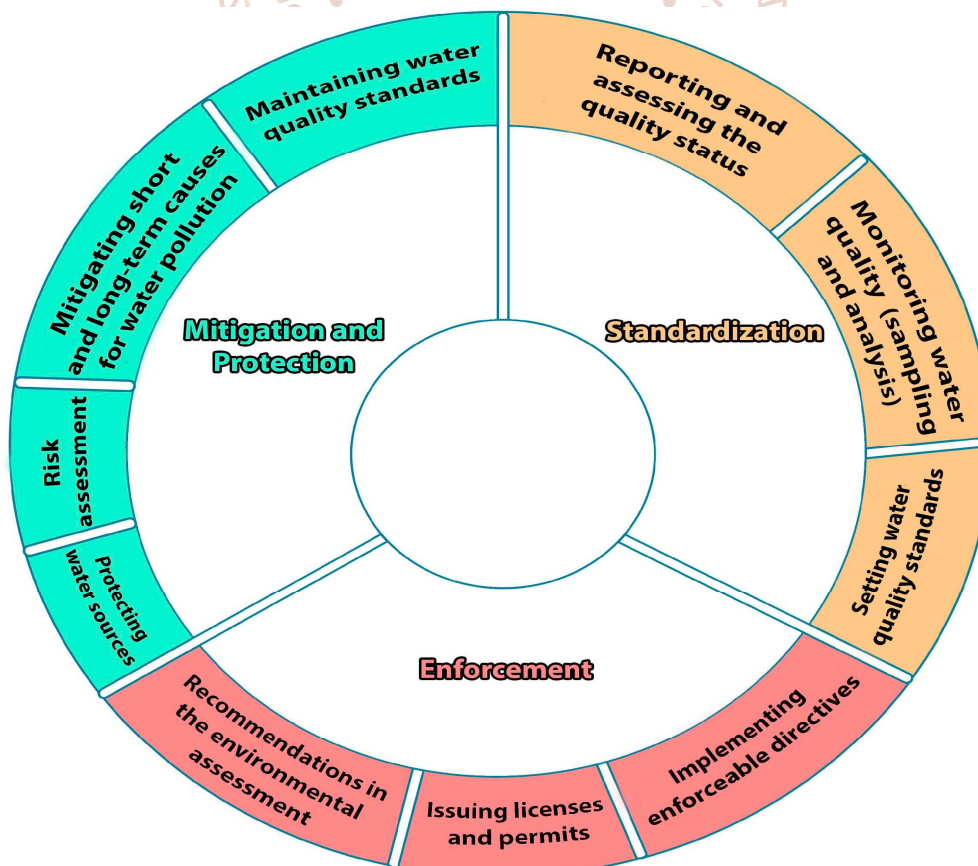 Maintaining water
quality standards
Reporting and
assessing the
quality status
Mitigating short
and long-term causes
for water pollution
Monitoring water
quality (sampling
and analysis)
Mitigation and
Protection
Standardization
Risk
assessment
Setting water
quality standards
Protecting
water sources
Enforcement
Recommendations in
the environmental
assessment
Issuing licenses
and permits
Implementing
enforceable directives